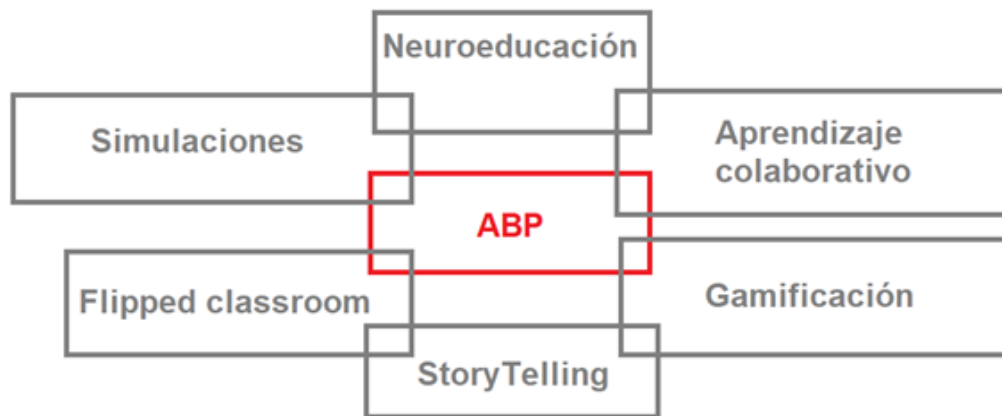 Neuroeducación
Simulaciones
Aprendizaje
colaborativo
ABP
Flipped classroom
Gamificación
StoryTelling